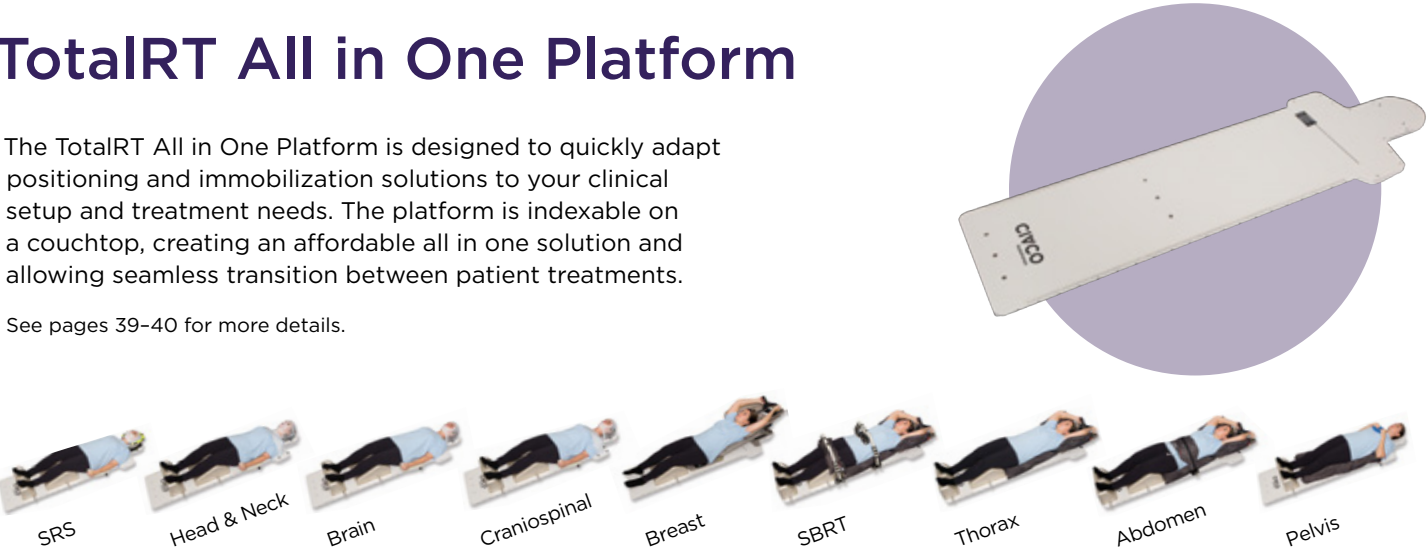 TotalRT All in One Platform
The TotalRT All in One Platform is designed to quickly adapt
positioning and immobilization solutions to your clinical
setup and treatment needs. The platform is indexable on
a couchtop, creating an affordable all in one solution and
allowing seamless transition between patient treatments.
See pages 39–40 for more details.
CIVCO
SRS
Head & Neck
Brain
Craniospinal
Breast
SBRT
Thorax
Abdomen
Pelvis